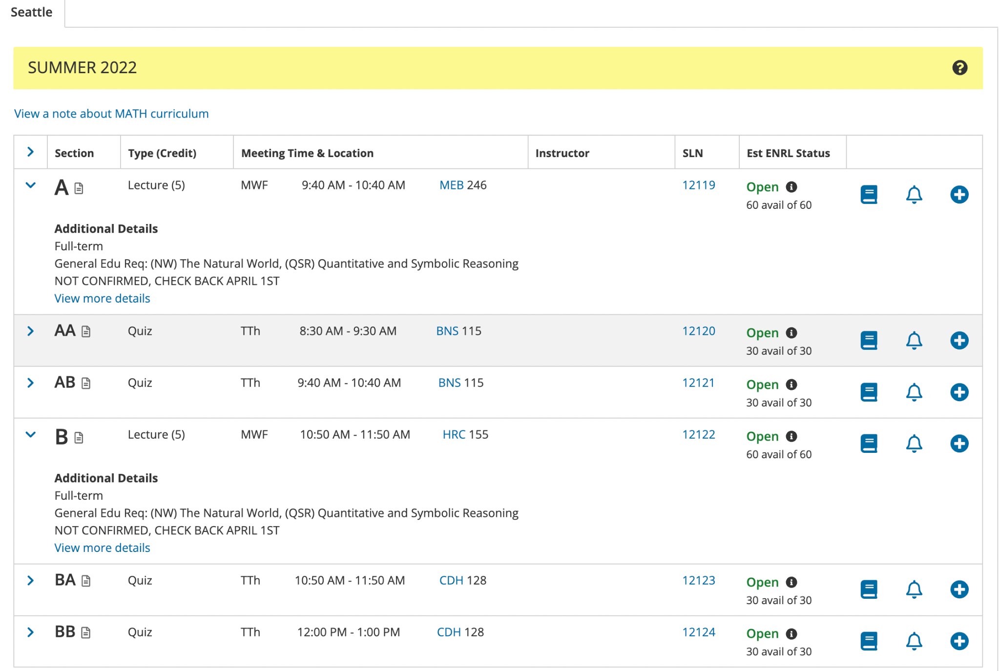 Seattle
SUMMER 2022
View a note about MATH curriculum
Section Type (Credit) Meeting Time & Location Instructor SLN Est ENRL Status
A Lecture (5) MWF 9:40 AM - 10:40 AM MEB 246 12119 Open
60 avail of 60
Additional Details
Full-term
General Edu Req: (NW) The Natural World, (QSR) Quantitative and Symbolic Reasoning
NOT CONFIRMED, CHECK BACK APRIL 1ST
View more details
AA Quiz TTh 8:30 AM - 9:30 AM BNS 115 12120 Open
30 avail of 30
AB Quiz TTh 9:40 AM - 10:40 AM BNS 115 12121 Open
30 avail of 30
B Lecture (5) MWF 10:50 AM - 11:50 AM HRC 155 12122 Open
60 avail of 60
Additional Details
Full-term
General Edu Req: (NW) The Natural World, (QSR) Quantitative and Symbolic Reasoning
NOT CONFIRMED, CHECK BACK APRIL 1ST
View more details
BA Quiz TTh 10:50 AM - 11:50 AM CDH 128 12123 Open
30 avail of 30
BB Quiz TTh 12:00 PM - 1:00 PM CDH 128 12124 Open
30 avail of 30